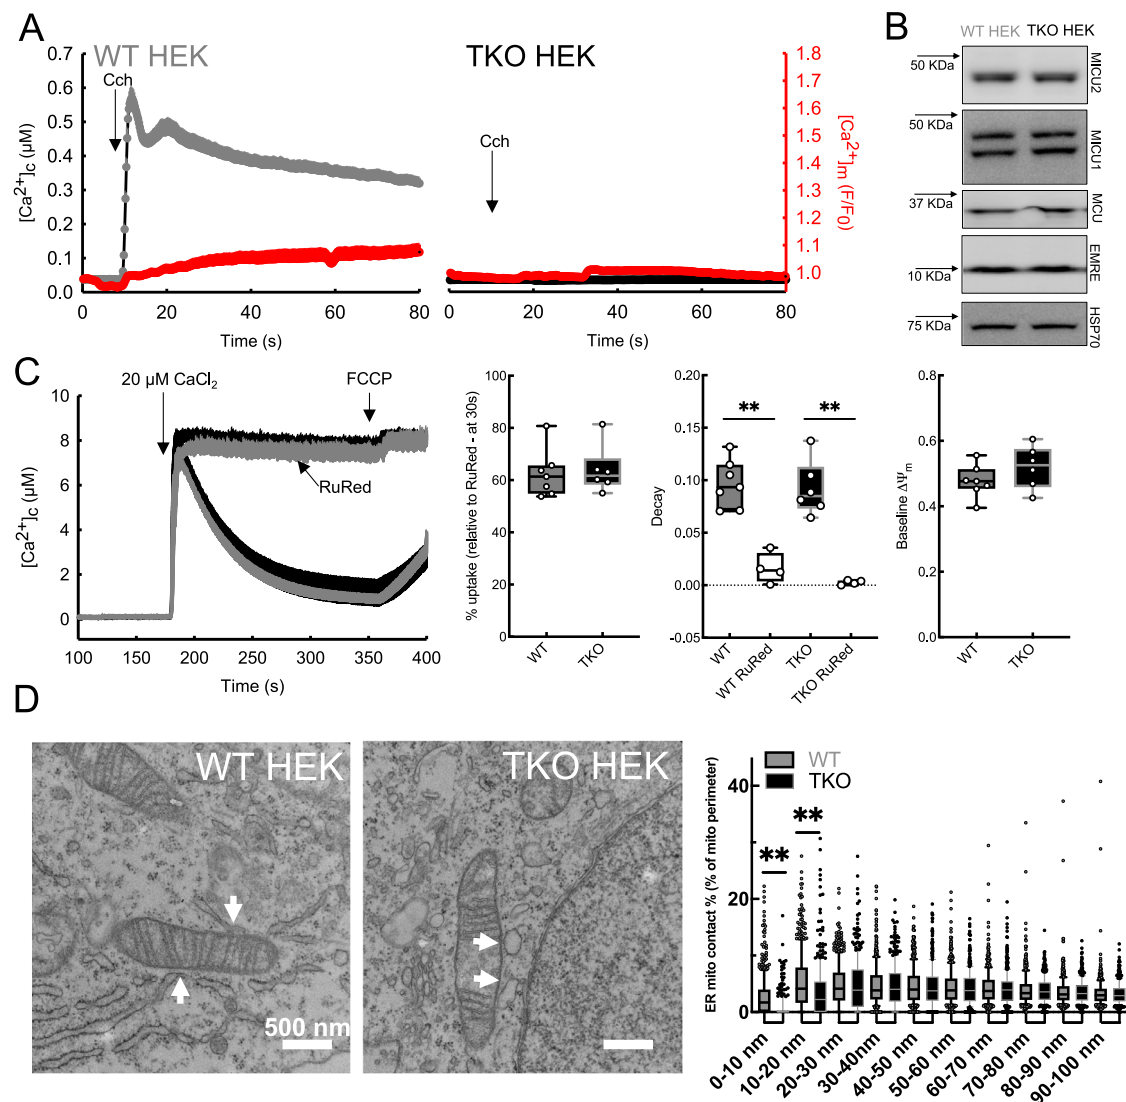 A
WT HEK
TKO HEK
Cch
Cch
[Ca2+]c (µM)
0.7
0.6
0.5
0.4
0.3
0.2
0.1
0.0
0 20 40 60 80
Time (s)
0 20 40 60 80
Time (s)
1.8
1.7
1.6
1.5
1.4
1.3
1.2
1.1
1.0
[Ca2+]m (F/F0)
B
WT HEK TKO HEK
50 KDa
MICU2
50 KDa
MICU1
37 KDa
MCU
EMRE
10 KDa
75 KDa
HSP70
C
20 µM CaCl2
FCCP
RuRed
[Ca2+]c (µM)
10
8
6
4
2
0
100 150 200 250 300 350 400
Time (s)
% uptake (relative to RuRed - at 30s)
100
80
60
40
20
0
WT
TKO
Decay
0.20
0.15
0.10
0.05
0.00
-0.05
** **
WT
WT RuRed
TKO
TKO RuRed
Baseline ΔΨm
0.8
0.6
0.4
0.2
0.0
WT
TKO
D
WT HEK
500 nm
TKO HEK
WT
TKO
ER mito contact % (% of mito perimeter)
40
20
0
**
**
0-10 nm
10-20 nm
20-30 nm
30-40nm
40-50 nm
50-60 nm
60-70 nm
70-80 nm
80-90 nm
90-100 nm